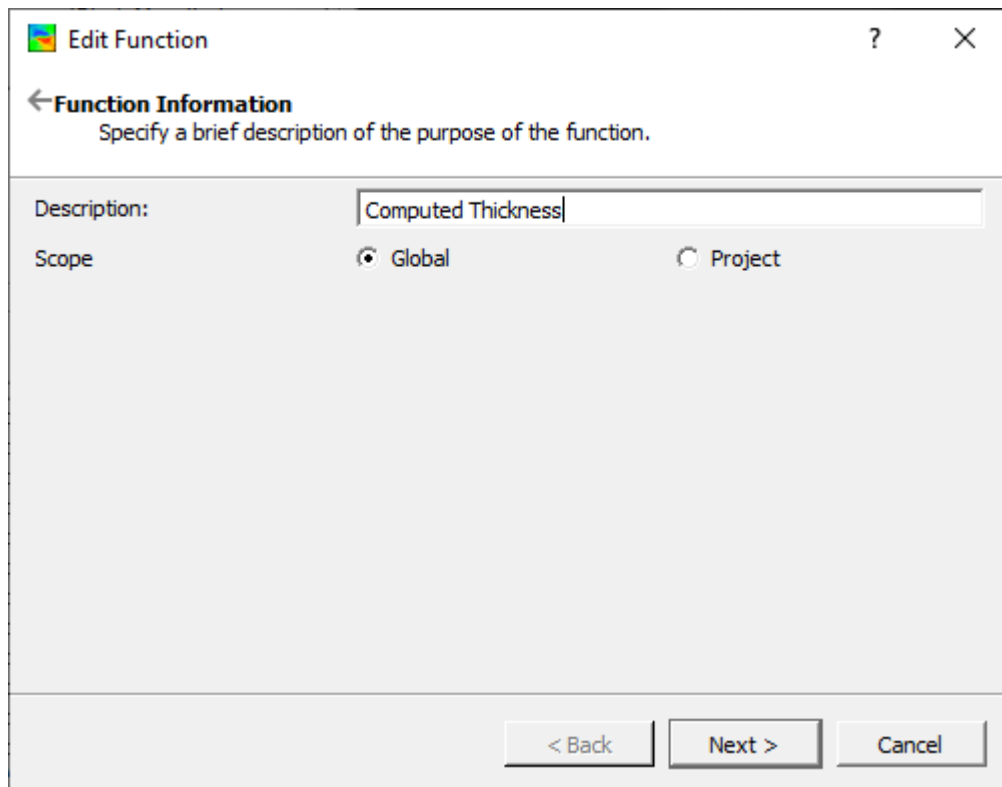 Edit Function
?
Function Information
Specify a brief description of the purpose of the function.
Description: Computed Thickness
Scope Global Project
< Back Next > Cancel